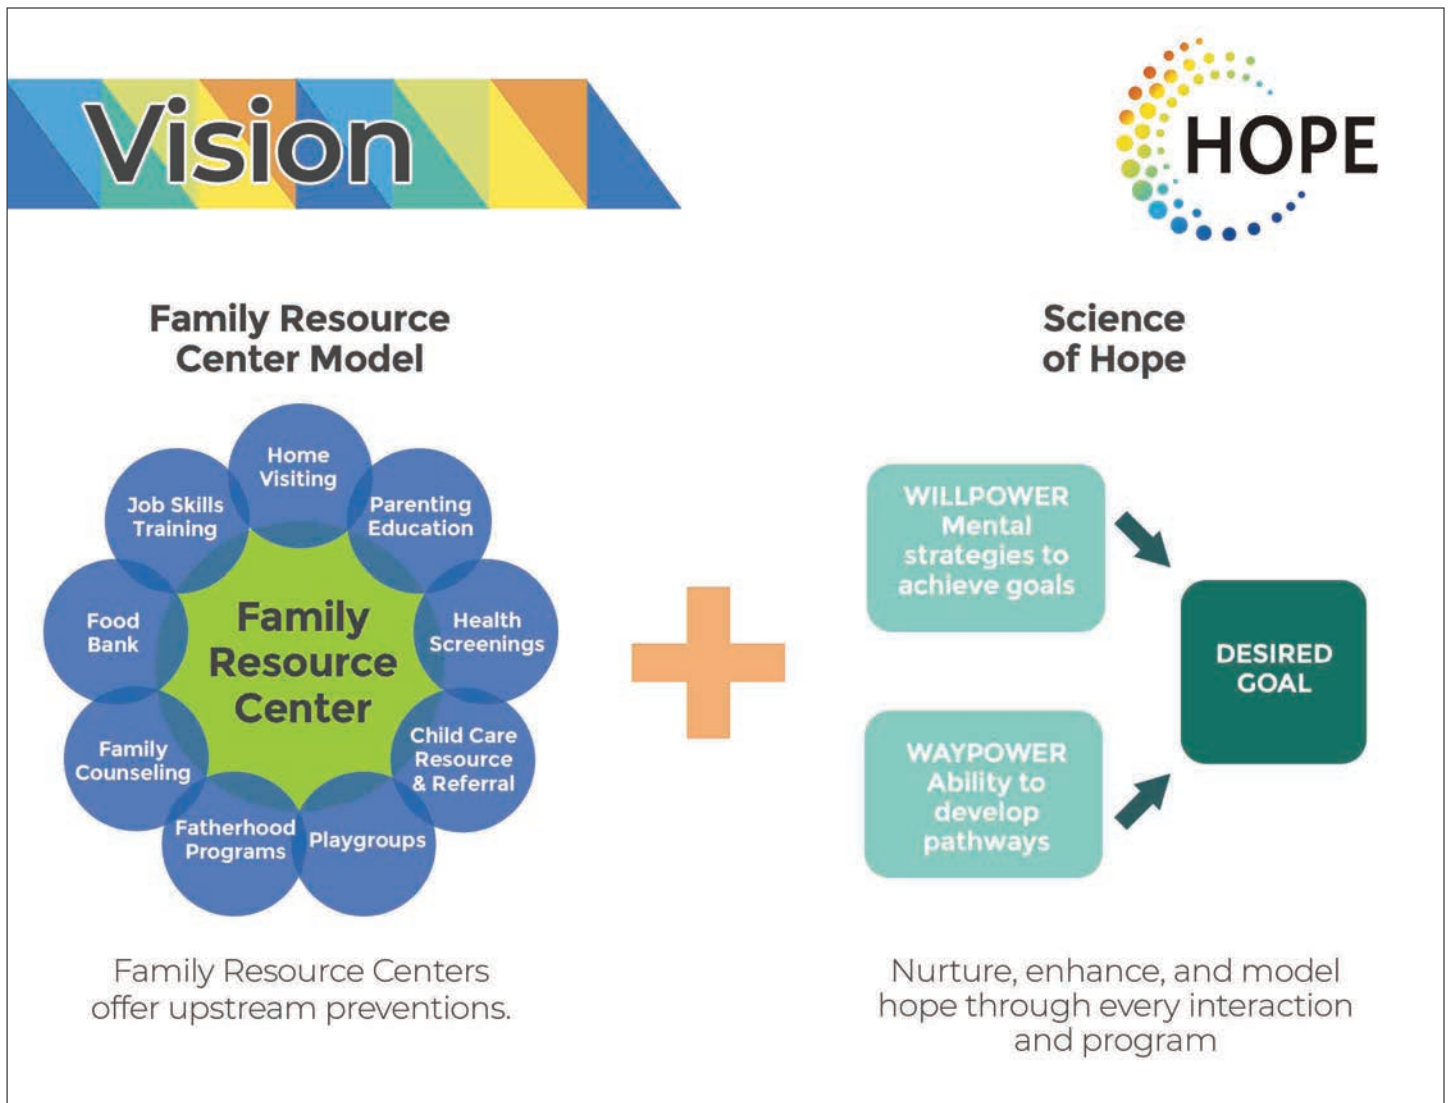 Vision
HOPE
Family Resource
Center Model
Home
Visiting
Parenting
Education
Health
Screenings
Child Care
Resource
& Referral
Playgroups
Fatherhood
Programs
Family
Counseling
Food
Bank
Job Skills
Training
Family
Resource
Center
Family Resource Centers
offer upstream preventions.
Science
of Hope
WILLPOWER
Mental
strategies to
achieve goals
WAYPOWER
Ability to
develop
pathways
DESIRED
GOAL
Nurture, enhance, and model
hope through every interaction
and program